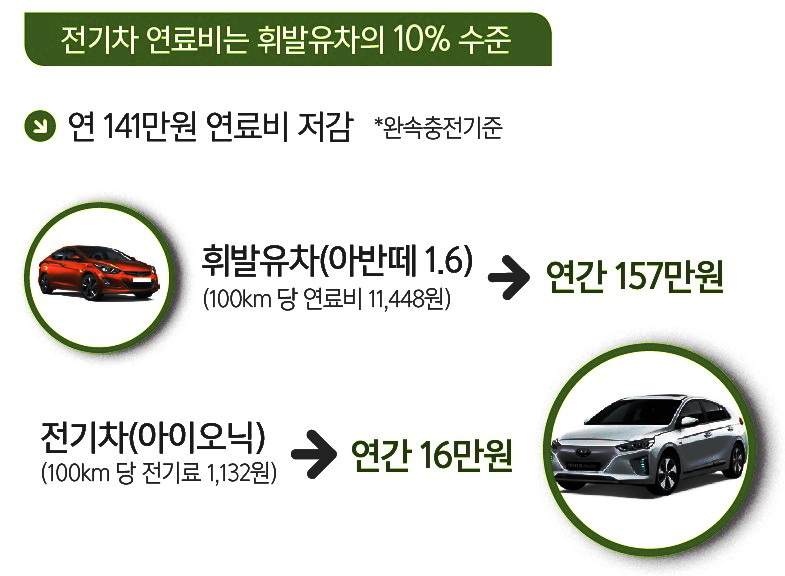 전기차 연료비는 휘발유차의 10% 수준
연 141만원 연료비 저감 *완속충전기준
휘발유차(아반떼 1.6) 연간 157만원
(100km 당 연료비 11,448원)
전기차(아이오닉) 연간 16만원
(100km 당 전기료 1,132원)